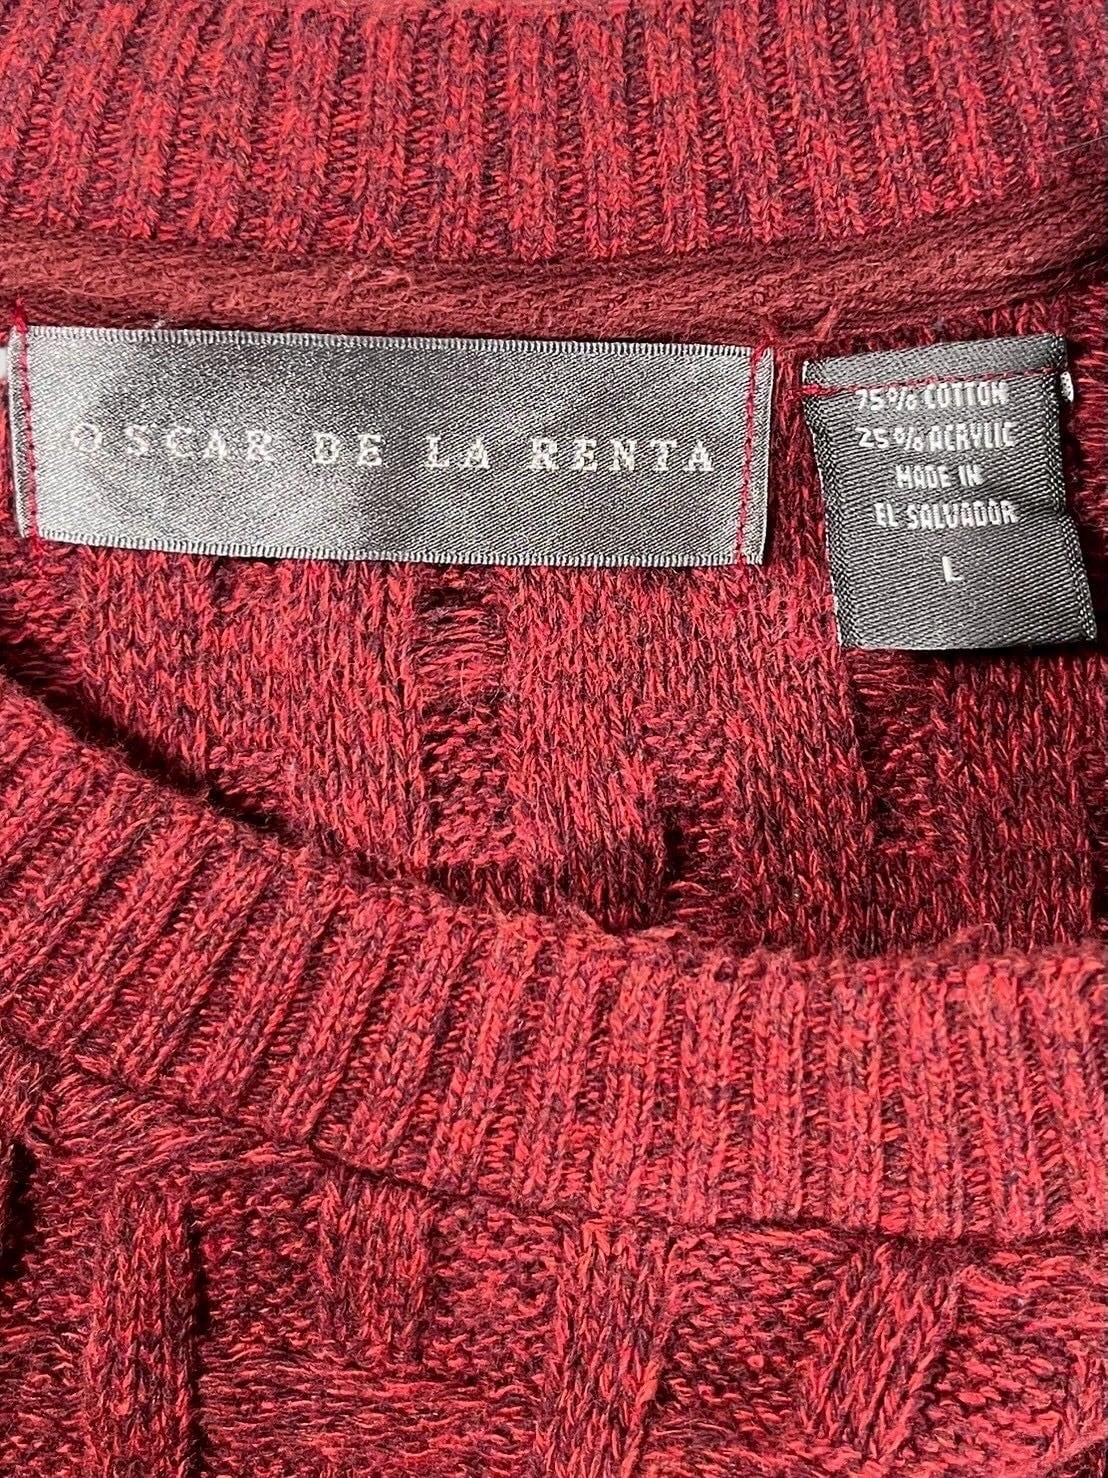 OSCAR DE LA RENTA
75% COTTON
25% ACRYLIC
MADE IN
EL SALVADOR
L